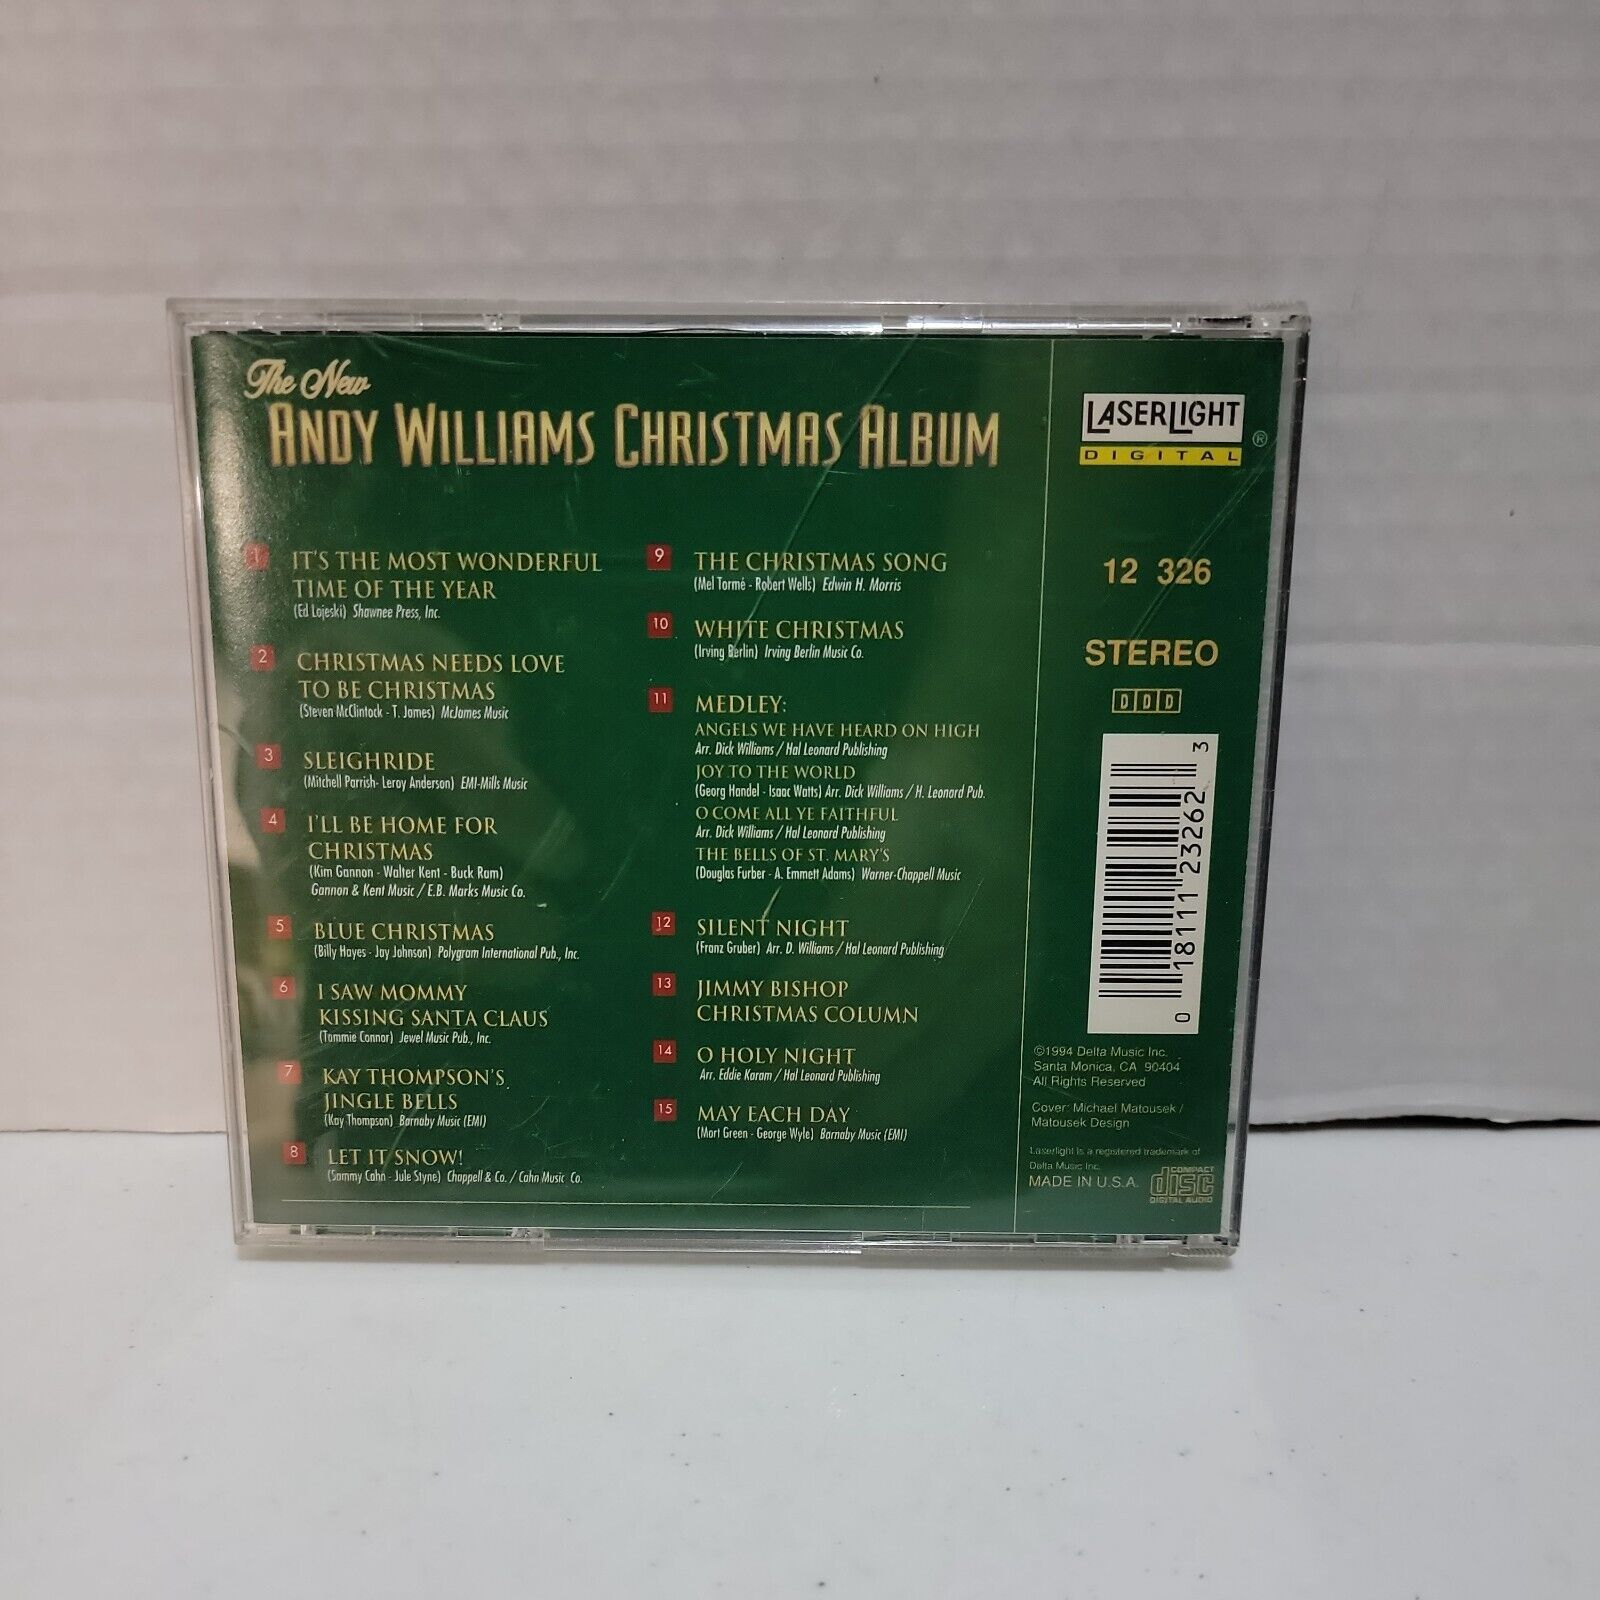 The New
ANDY WILLIAMS CHRISTMAS ALBUM
1 IT'S THE MOST WONDERFUL
TIME OF THE YEAR
(Ed Lojeski) Shawnee Press, Inc.
2 CHRISTMAS NEEDS LOVE
TO BE CHRISTMAS
(Steven McClintock - T. James) McJames Music
3 SLEIGHRIDE
(Mitchell Parrish- Leroy Anderson) EMI-Mills Music
4 I'LL BE HOME FOR
CHRISTMAS
(Kim Gannon - Walter Kent - Buck Ram)
Gannon & Kent Music / E.B. Marks Music Co.
5 BLUE CHRISTMAS
(Billy Hayes - Jay Johnson) Polygram International Pub., Inc.
6 I SAW MOMMY
KISSING SANTA CLAUS
(Tommie Connor) Jewel Music Pub., Inc.
7 KAY THOMPSON'S
JINGLE BELLS
(Kay Thompson) Barnaby Music (EMI)
8 LET IT SNOW!
(Sammy Cahn - Jule Styne) Chappell & Co. / Cahn Music Co.
9 THE CHRISTMAS SONG
(Mel Tormé - Robert Wells) Edwin H. Morris
10 WHITE CHRISTMAS
(Irving Berlin) Irving Berlin Music Co.
11 MEDLEY:
ANGELS WE HAVE HEARD ON HIGH
Arr. Dick Williams / Hal Leonard Publishing
JOY TO THE WORLD
(Georg Handel - Isaac Watts) Arr. Dick Williams / H. Leonard Pub.
O COME ALL YE FAITHFUL
Arr. Dick Williams / Hal Leonard Publishing
THE BELLS OF ST. MARY'S
(Douglas Furber - A. Emmett Adams) Warner-Chappell Music
12 SILENT NIGHT
(Franz Gruber) Arr. D. Williams / Hal Leonard Publishing
13 JIMMY BISHOP
CHRISTMAS COLUMN
14 O HOLY NIGHT
Arr. Eddie Karam / Hal Leonard Publishing
15 MAY EACH DAY
(Mort Green - George Wyle) Barnaby Music (EMI)
LASERLIGHT
DIGITAL ®
12 326
STEREO
DDD
0 18111 23262 3
©1994 Delta Music Inc.
Santa Monica, CA 90404
All Rights Reserved
Cover: Michael Matousek /
Matousek Design
Laserlight is a registered trademark of
Delta Music Inc.
MADE IN U.S.A.
COMPACT
disc
DIGITAL AUDIO